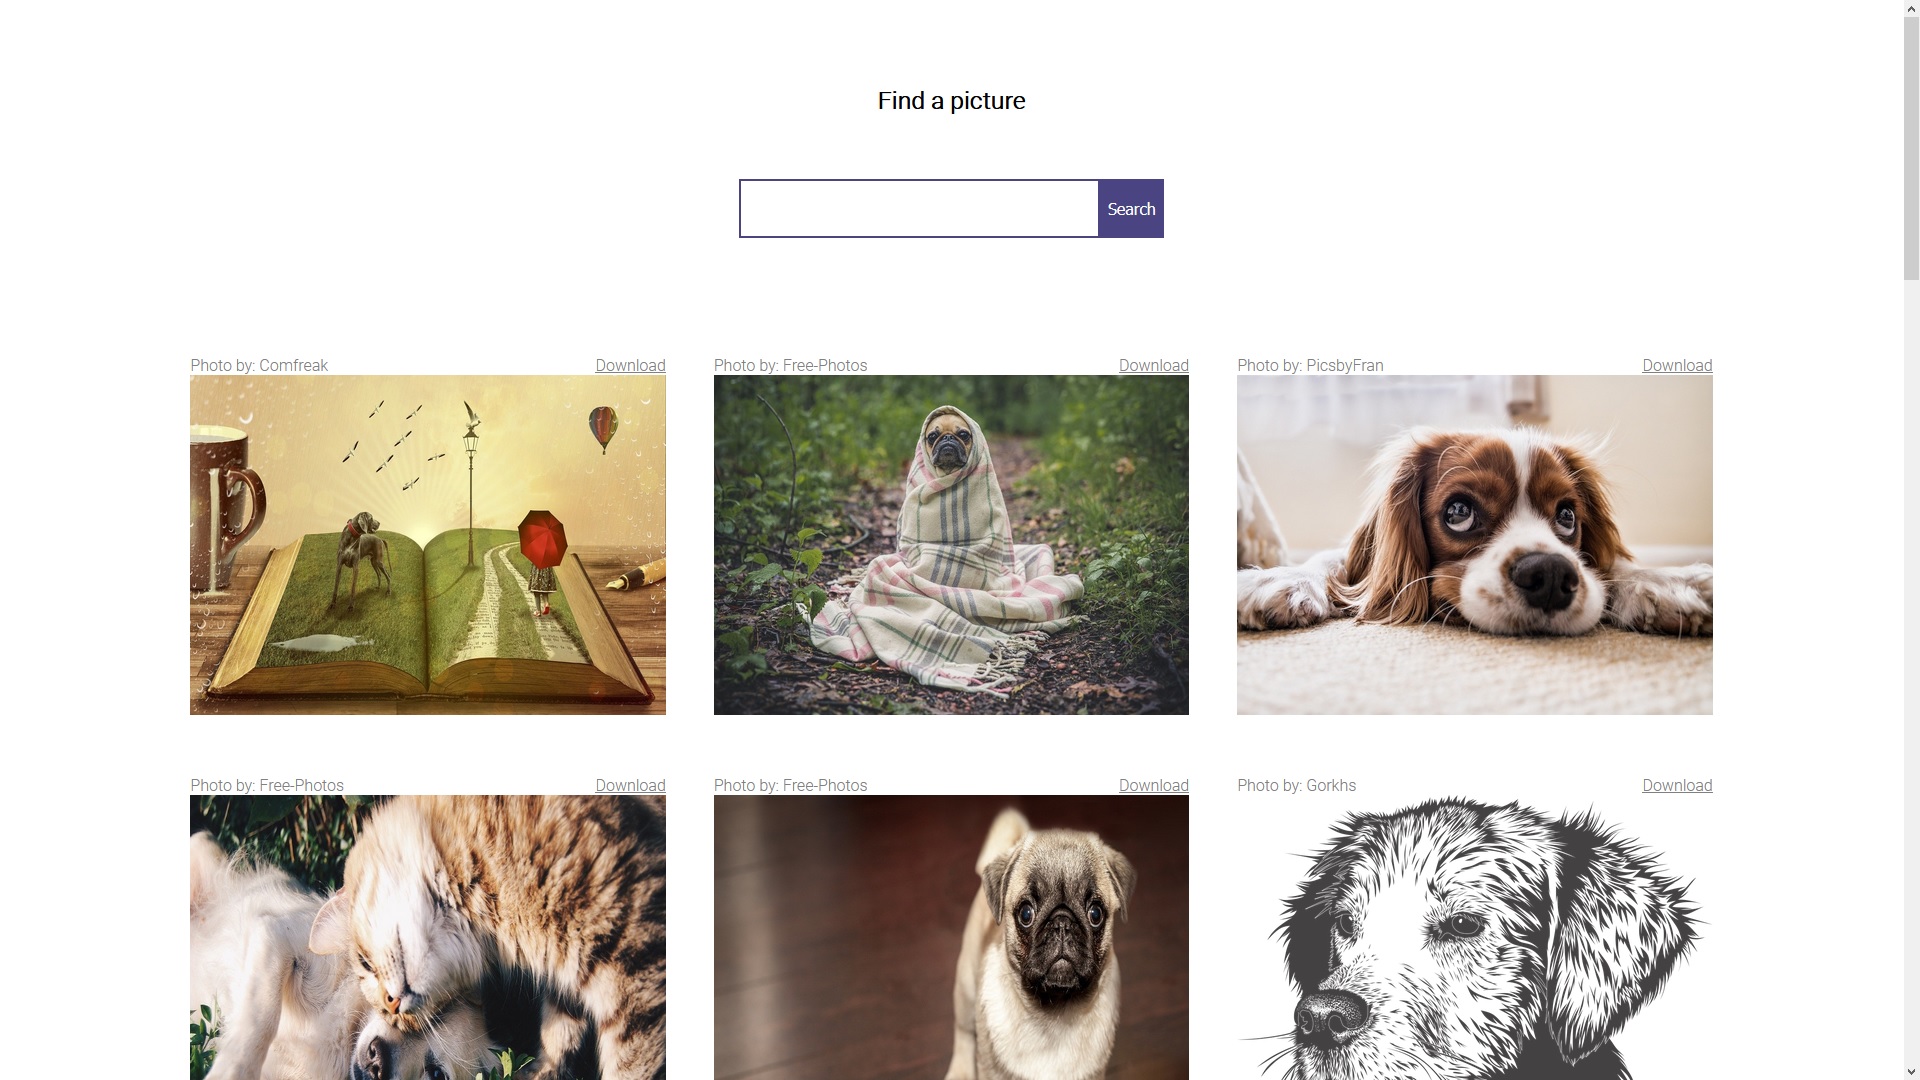 Find a picture
Search
Photo by: Comfreak Download
Photo by: Free-Photos Download
Photo by: PicsbyFran Download
Photo by: Free-Photos Download
Photo by: Free-Photos Download
Photo by: Gorkhs Download